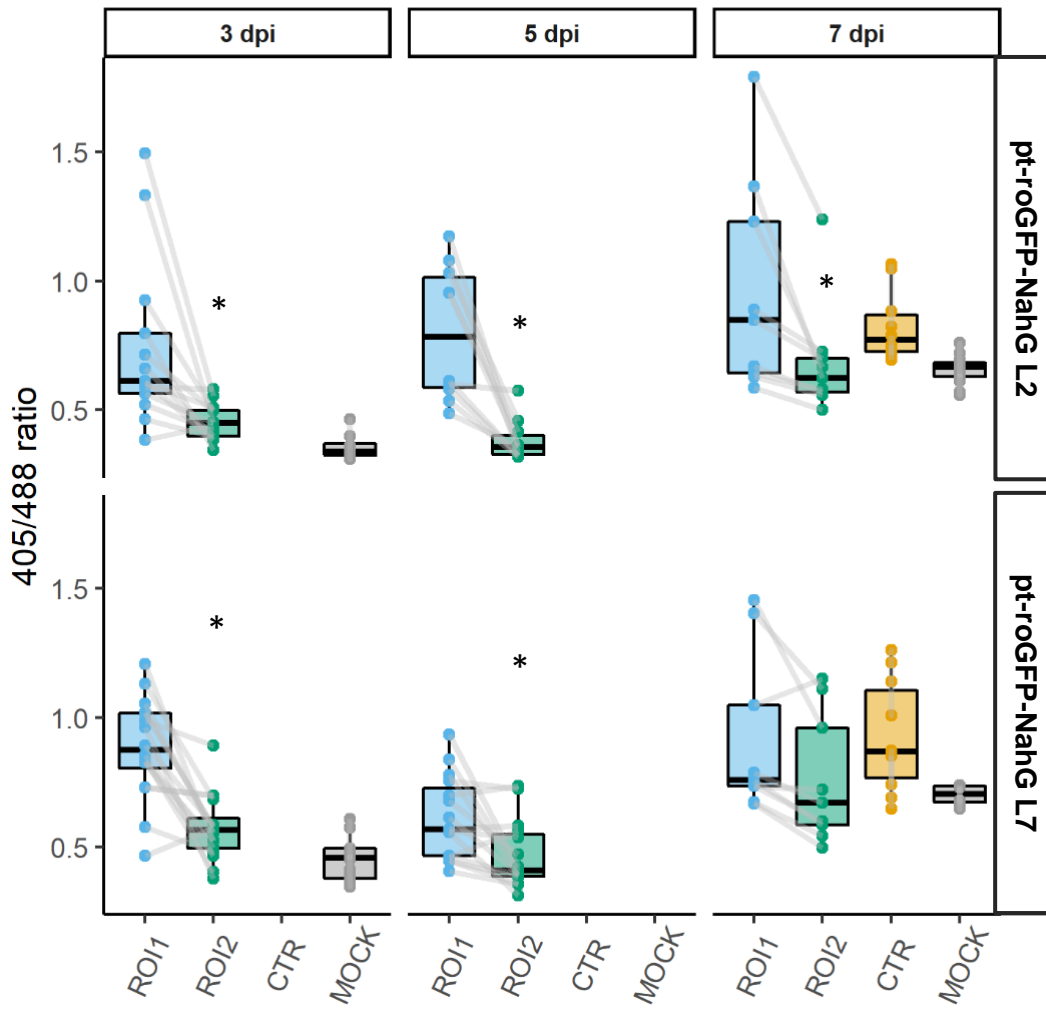 3 dpi
5 dpi
7 dpi
405/488 ratio
1.5
1.0
0.5
*
*
*
pt-roGFP-NahG L2
1.5
1.0
0.5
*
*
pt-roGFP-NahG L7
ROI1
ROI2
CTR
MOCK
ROI1
ROI2
CTR
MOCK
ROI1
ROI2
CTR
MOCK